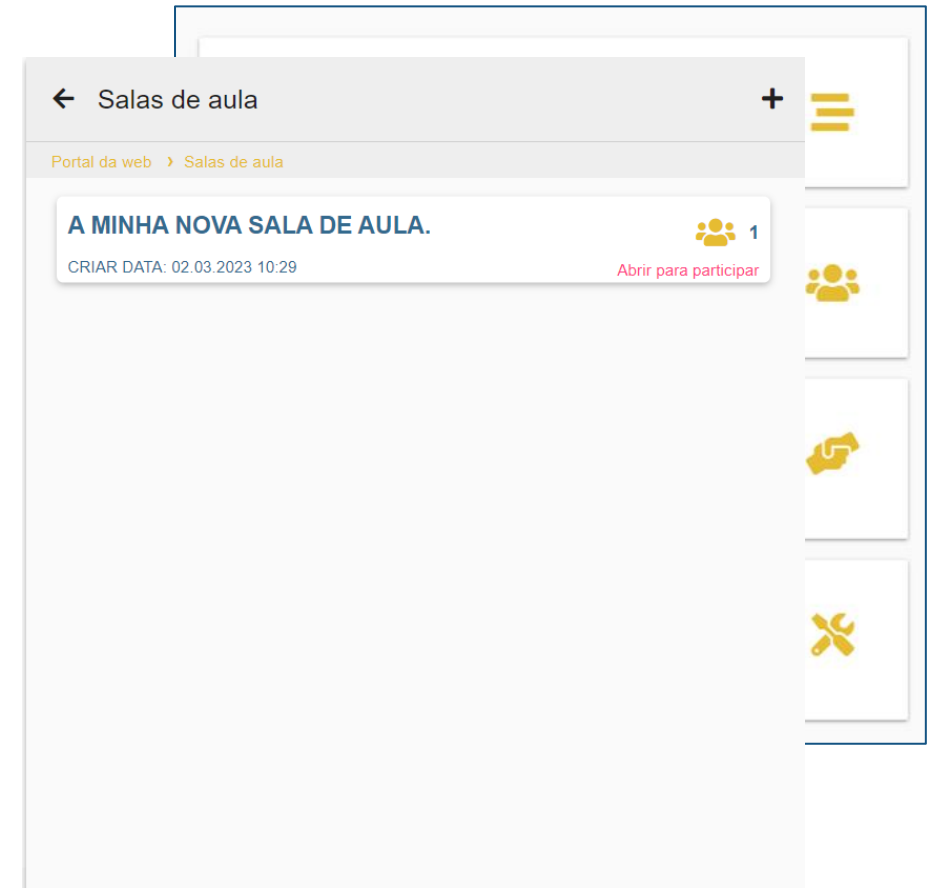 Salas de aula
Portal da web › Salas de aula
A MINHA NOVA SALA DE AULA.
1
CRIAR DATA: 02.03.2023 10:29
Abrir para participar